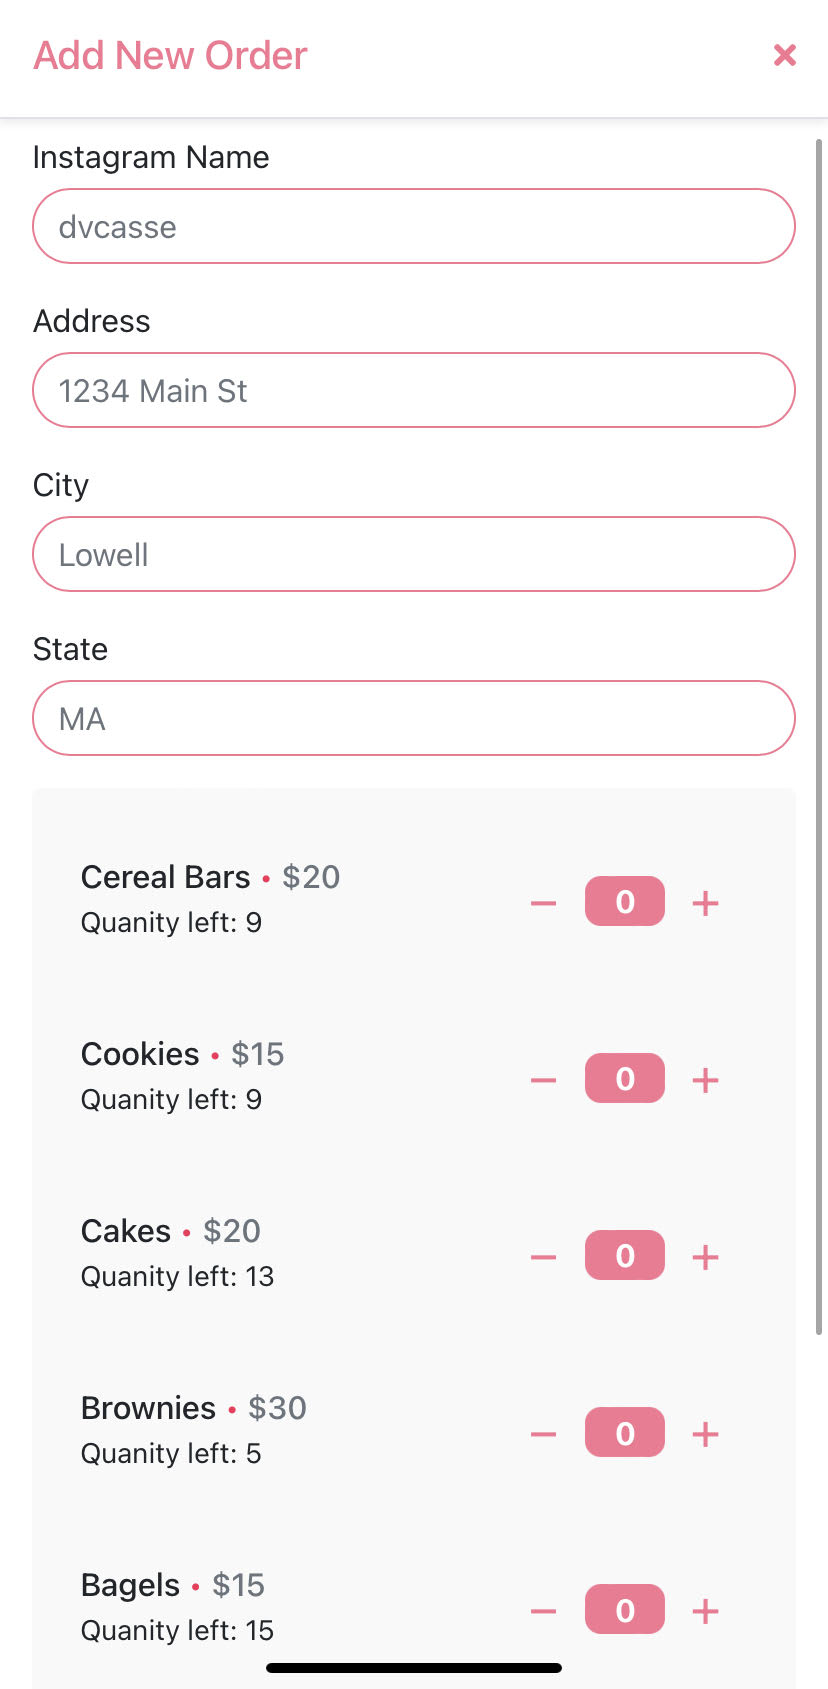 Add New Order ×
Instagram Name
dvcasse
Address
1234 Main St
City
Lowell
State
MA
Cereal Bars • $20
Quanity left: 9
− 0 +
Cookies • $15
Quanity left: 9
− 0 +
Cakes • $20
Quanity left: 13
− 0 +
Brownies • $30
Quanity left: 5
− 0 +
Bagels • $15
Quanity left: 15
− 0 +